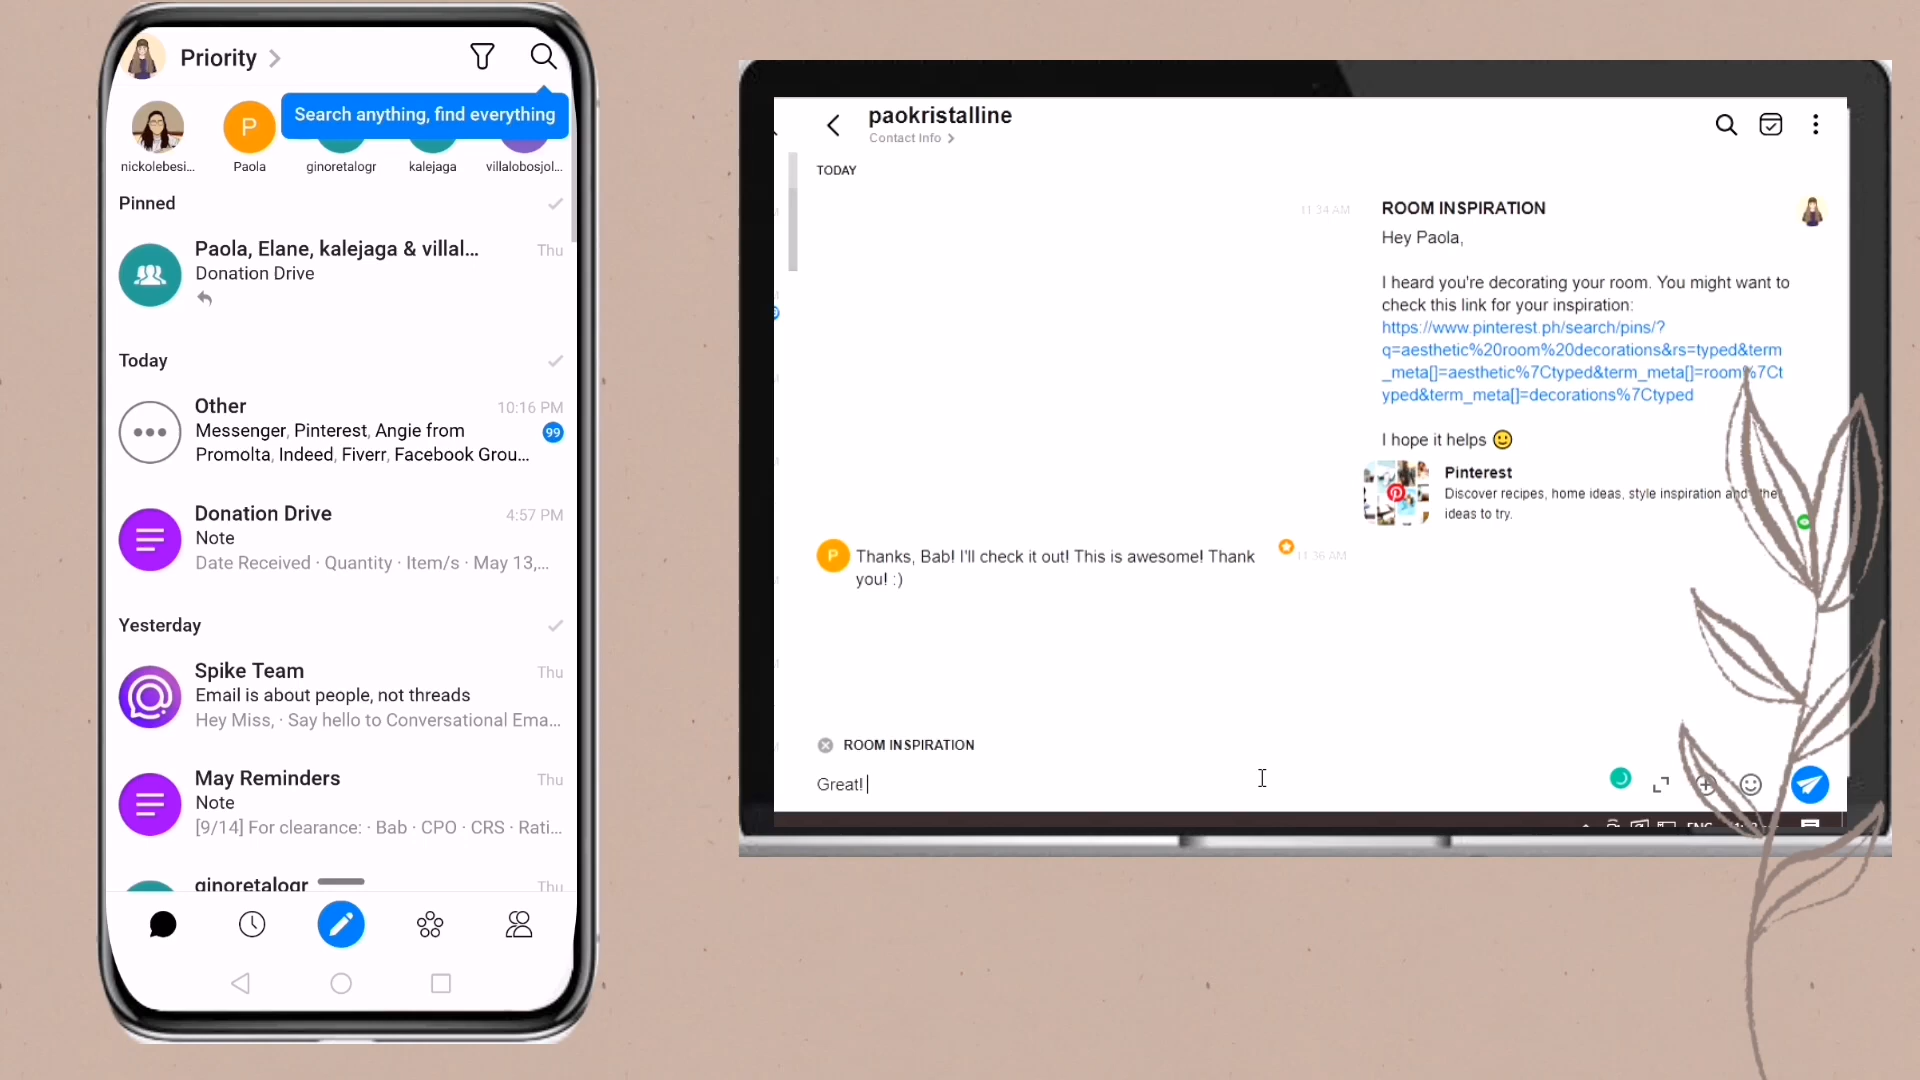 Priority
Search anything, find everything
nickolebesi...
Paola
ginoretalogr
kalejaga
villalobosjol...
Pinned
Paola, Elane, kalejaga & villal...
Thu
Donation Drive
Today
Other
10:16 PM
Messenger, Pinterest, Angie from
99
Promolta, Indeed, Fiverr, Facebook Grou...
Donation Drive
4:57 PM
Note
Date Received · Quantity · Item/s · May 13,...
Yesterday
Spike Team
Thu
Email is about people, not threads
Hey Miss, · Say hello to Conversational Ema...
May Reminders
Thu
Note
[9/14] For clearance: · Bab · CPO · CRS · Rati...
ginoretalogr
Thu
P
paokristalline
Contact Info
TODAY
11:34 AM
ROOM INSPIRATION
Hey Paola,
I heard you're decorating your room. You might want to
check this link for your inspiration:
https://www.pinterest.ph/search/pins/?
q=aesthetic%20room%20decorations&rs=typed&term
_meta[]=aesthetic%7Ctyped&term_meta[]=room%7Ct
yped&term_meta[]=decorations%7Ctyped
I hope it helps
Pinterest
Discover recipes, home ideas, style inspiration and
ideas to try.
P
Thanks, Bab! I'll check it out! This is awesome! Thank
you! :)
11:36 AM
ROOM INSPIRATION
Great!
ENG